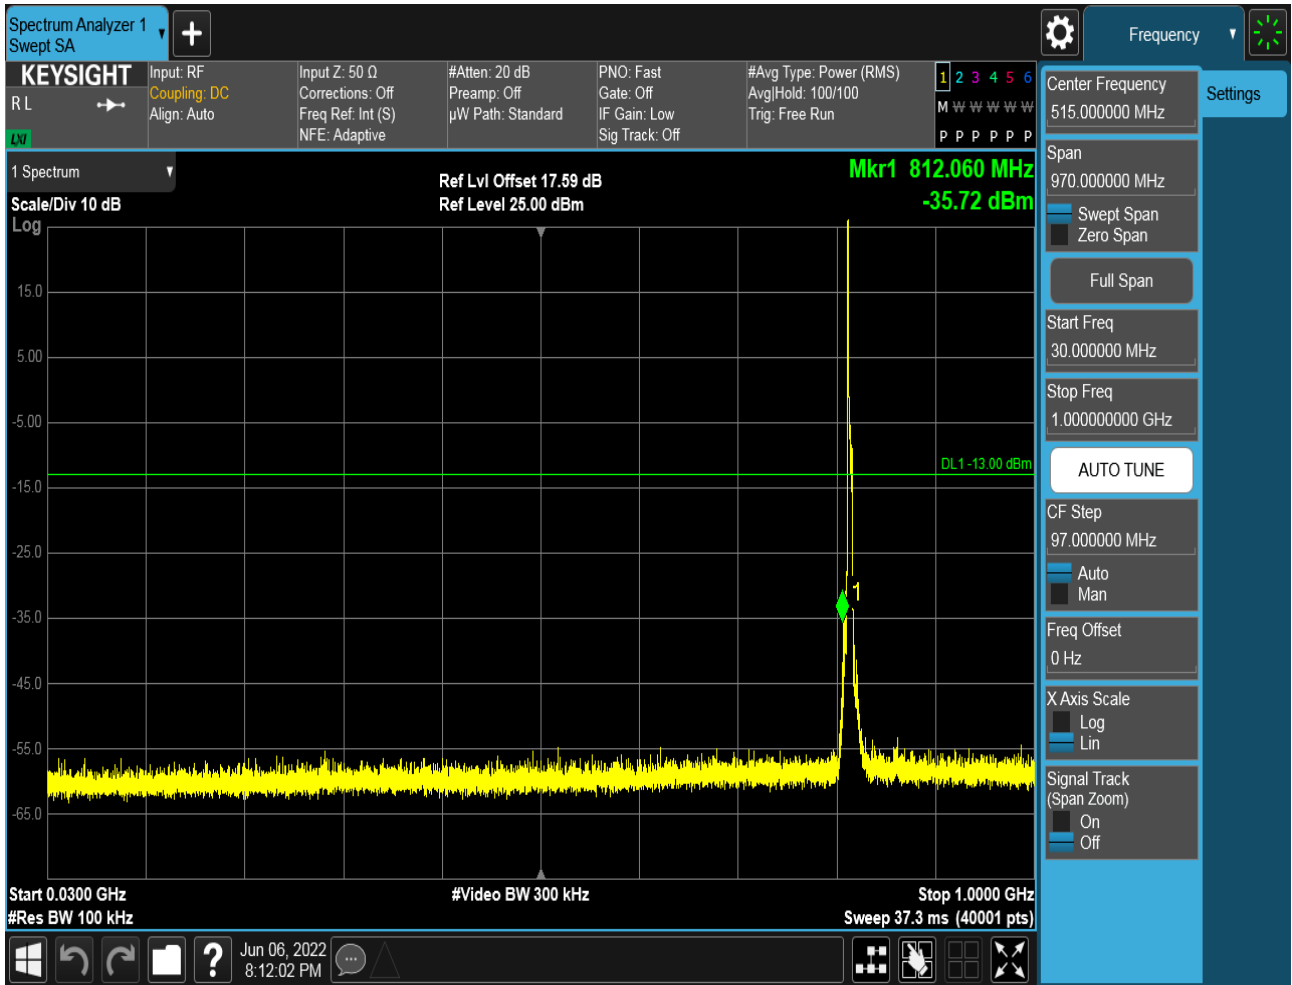 Spectrum Analyzer 1
Swept SA
Frequency
KEYSIGHT
R L
LXI
Input: RF
Coupling: DC
Align: Auto
Input Z: 50 Ω
Corrections: Off
Freq Ref: Int (S)
NFE: Adaptive
#Atten: 20 dB
Preamp: Off
µW Path: Standard
PNO: Fast
Gate: Off
IF Gain: Low
Sig Track: Off
#Avg Type: Power (RMS)
Avg|Hold: 100/100
Trig: Free Run
1 2 3 4 5 6
M W W W W W
P P P P P P
1 Spectrum
Scale/Div 10 dB
Log
Ref Lvl Offset 17.59 dB
Ref Level 25.00 dBm
Mkr1 812.060 MHz
-35.72 dBm
15.0
5.00
-5.00
DL1 -13.00 dBm
-15.0
-25.0
1
-35.0
-45.0
-55.0
-65.0
Start 0.0300 GHz
#Video BW 300 kHz
Stop 1.0000 GHz
#Res BW 100 kHz
Sweep 37.3 ms (40001 pts)
Jun 06, 2022
8:12:02 PM
Center Frequency
515.000000 MHz
Settings
Span
970.000000 MHz
Swept Span
Zero Span
Full Span
Start Freq
30.000000 MHz
Stop Freq
1.000000000 GHz
AUTO TUNE
CF Step
97.000000 MHz
Auto
Man
Freq Offset
0 Hz
X Axis Scale
Log
Lin
Signal Track
(Span Zoom)
On
Off